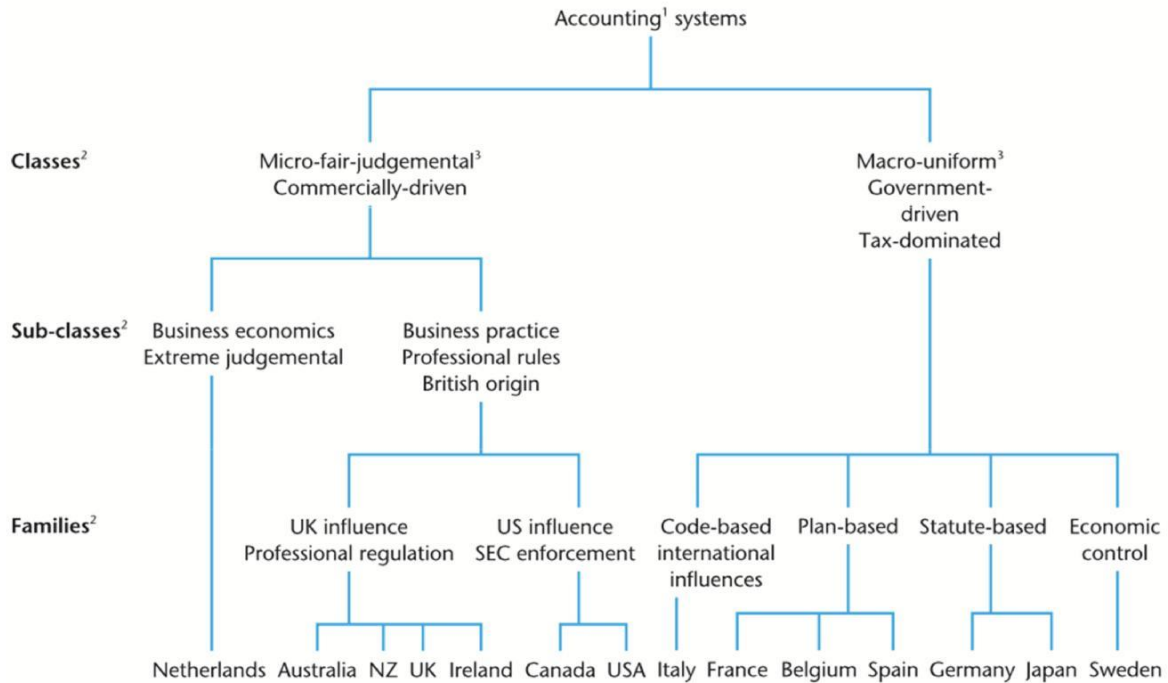 Accounting¹ systems
Classes²
Micro-fair-judgemental³
Commercially-driven
Macro-uniform³
Government-
driven
Tax-dominated
Sub-classes²
Business economics
Extreme judgemental
Business practice
Professional rules
British origin
Families²
UK influence
Professional regulation
US influence
SEC enforcement
Code-based
international
influences
Plan-based
Statute-based
Economic
control
Netherlands Australia NZ UK Ireland Canada USA Italy France Belgium Spain Germany Japan Sweden